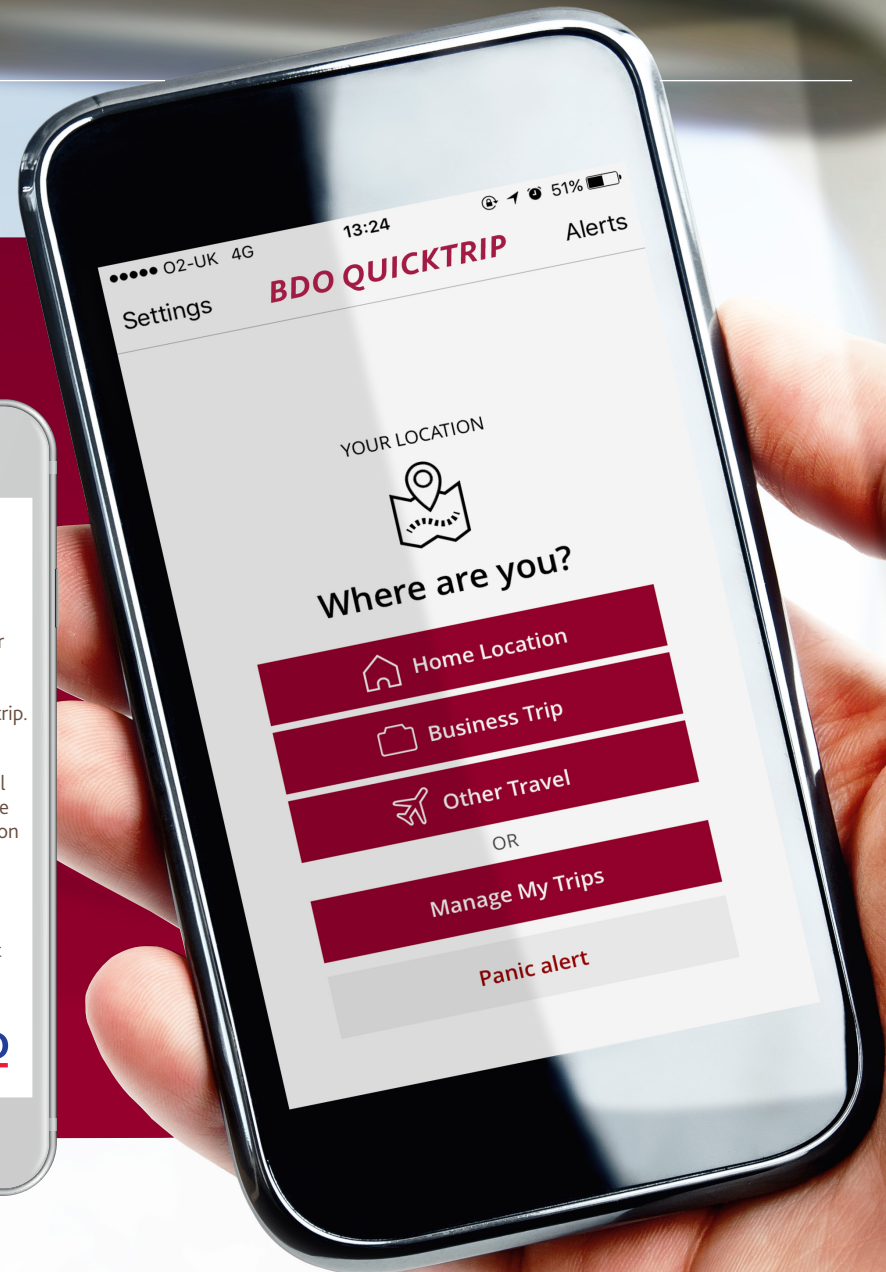 ●●●●● O2-UK 4G 13:24 51%
Settings BDO QUICKTRIP Alerts
YOUR LOCATION
Where are you?
Home Location
Business Trip
Other Travel
OR
Manage My Trips
Panic alert
trip.